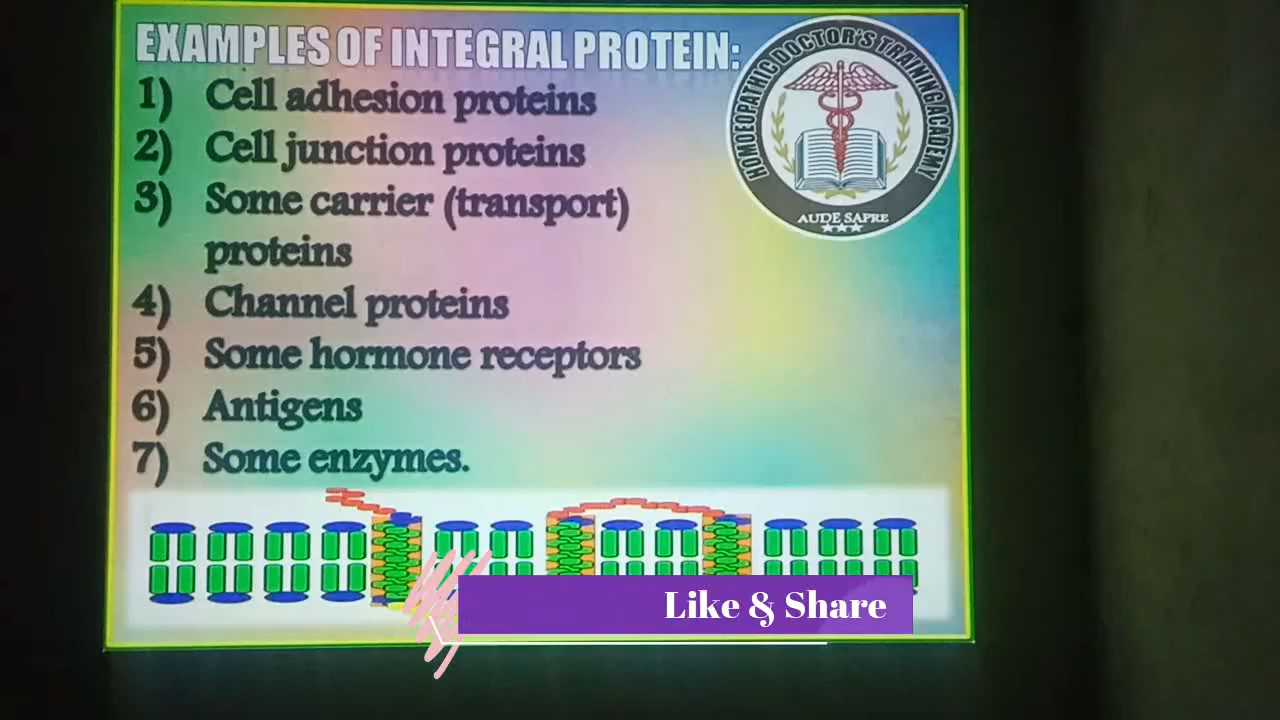 EXAMPLES OF INTEGRAL PROTEIN:
1) Cell adhesion proteins
2) Cell junction proteins
3) Some carrier (transport)
proteins
4) Channel proteins
5) Some hormone receptors
6) Antigens
7) Some enzymes.
HOMOEOPATHIC DOCTOR'S TRAINING ACADEMY
AUDE SAPRE
Like & Share